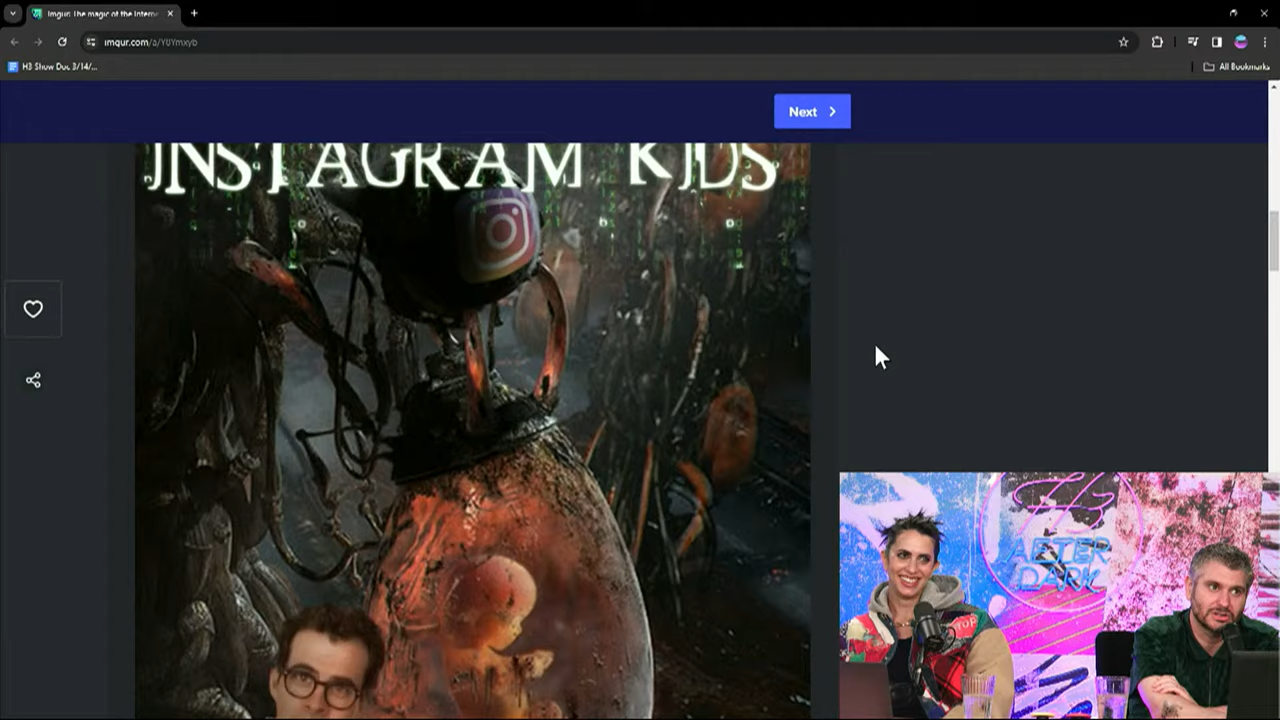 Imgur: The magic of the Interne
imgur.com/a/Y0Ymxyb
H3 Show Doc 3/14/...
All Bookmarks
Next
INSTAGRAM KIDS
H3
AFTER
DARK